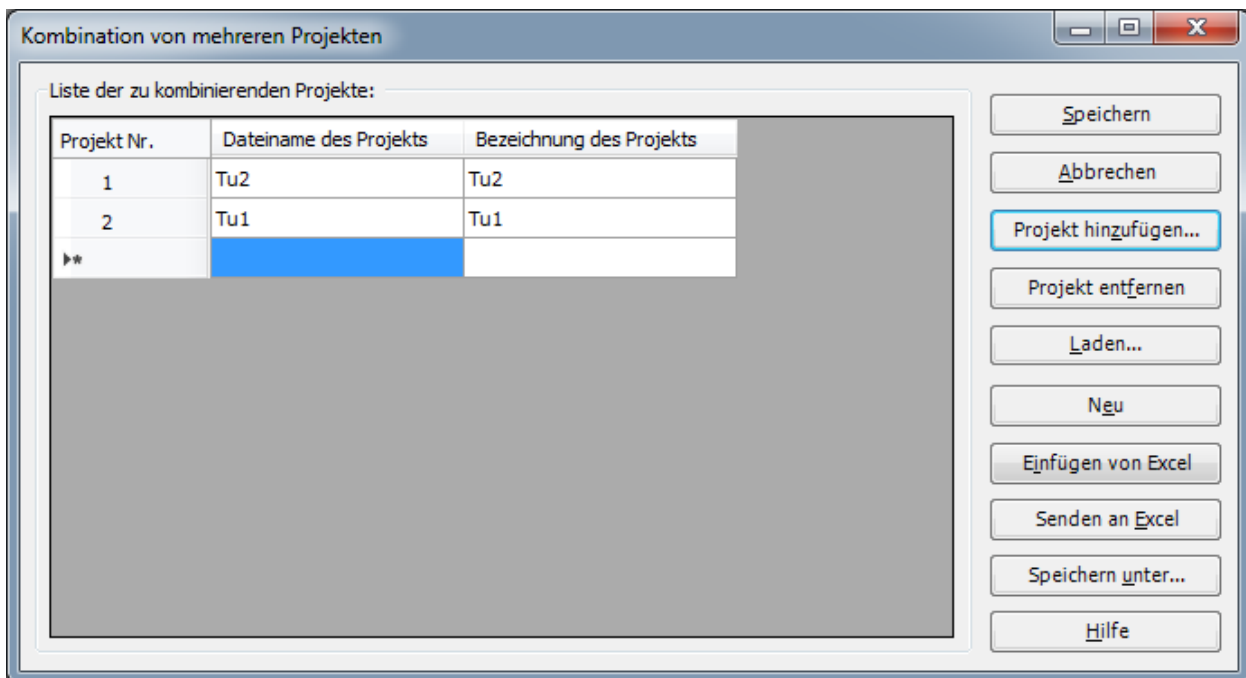 Kombination von mehreren Projekten
Liste der zu kombinierenden Projekte:
Projekt Nr. Dateiname des Projekts Bezeichnung des Projekts
1 Tu2 Tu2
2 Tu1 Tu1
Speichern
Abbrechen
Projekt hinzufügen...
Projekt entfernen
Laden...
Neu
Einfügen von Excel
Senden an Excel
Speichern unter...
Hilfe